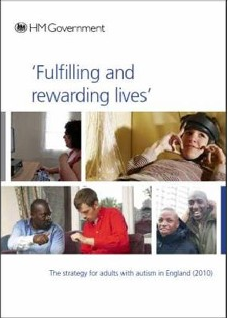 HM Government
'Fulfilling and
rewarding lives'
The strategy for adults with autism in England (2010)